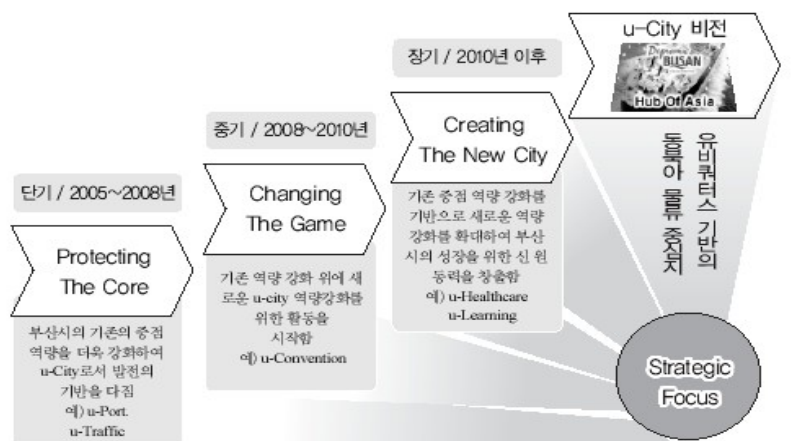 단기 / 2005~2008년
Protecting
The Core
부산시의 기존의 중점
역량을 더욱 강화하여
u-City로서 발전의
기반을 다짐
예) u-Port.
u-Traffic
중기 / 2008~2010년
Changing
The Game
기존 역량 강화 위에 새
로운 u-city 역량강화를
위한 활동을
시작함
예) u-Convention
장기 / 2010년 이후
Creating
The New City
기존 중점 역량 강화를
기반으로 새로운 역량
강화를 확대하여 부산
시의 성장을 위한 신 원
동력을 창출함
예) u-Healthcare
u-Learning
u-City 비전
Dynamic
BUSAN
Hub Of Asia
유비쿼터스 기반의
동북아 물류 중심지
Strategic
Focus